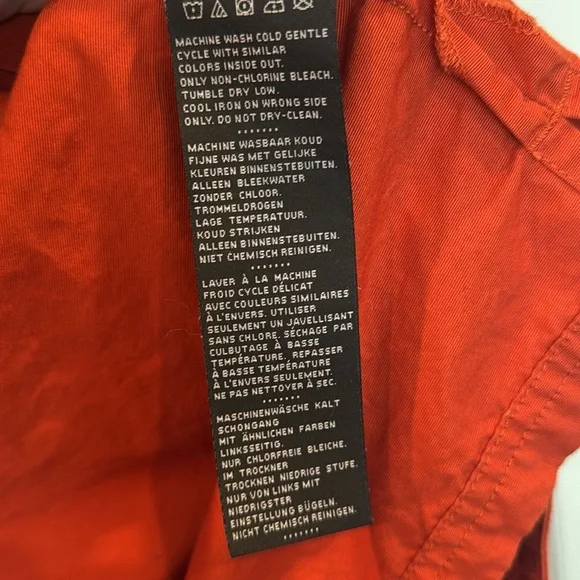 MACHINE WASH COLD GENTLE
CYCLE WITH SIMILAR
COLORS INSIDE OUT.
ONLY NON-CHLORINE BLEACH.
TUMBLE DRY LOW.
COOL IRON ON WRONG SIDE
ONLY. DO NOT DRY-CLEAN.
MACHINE WASBAAR KOUD
FIJNE WAS MET GELIJKE
KLEUREN BINNENSTEBUITEN.
ALLEEN BLEEKWATER
ZONDER CHLOOR.
TROMMELDROGEN
LAGE TEMPERATUUR.
KOUD STRIJKEN
ALLEEN BINNENSTEBUITEN.
NIET CHEMISCH REINIGEN.
LAVER À LA MACHINE
FROID CYCLE DÉLICAT
AVEC COULEURS SIMILAIRES
À L'ENVERS. UTILISER
SEULEMENT UN JAVELLISANT
SANS CHLORE. SÉCHAGE PAR
CULBUTAGE À BASSE
TEMPÉRATURE. REPASSER
À BASSE TEMPÉRATURE
À L'ENVERS SEULEMENT.
NE PAS NETTOYER À SEC.
MASCHINENWÄSCHE KALT
SCHONGANG
MIT ÄHNLICHEN FARBEN
LINKSSEITIG.
NUR CHLORFREIE BLEICHE.
IM TROCKNER
TROCKNEN NIEDRIGE STUFE.
NUR VON LINKS MIT
NIEDRIGSTER
EINSTELLUNG BÜGELN.
NICHT CHEMISCH REINIGEN.